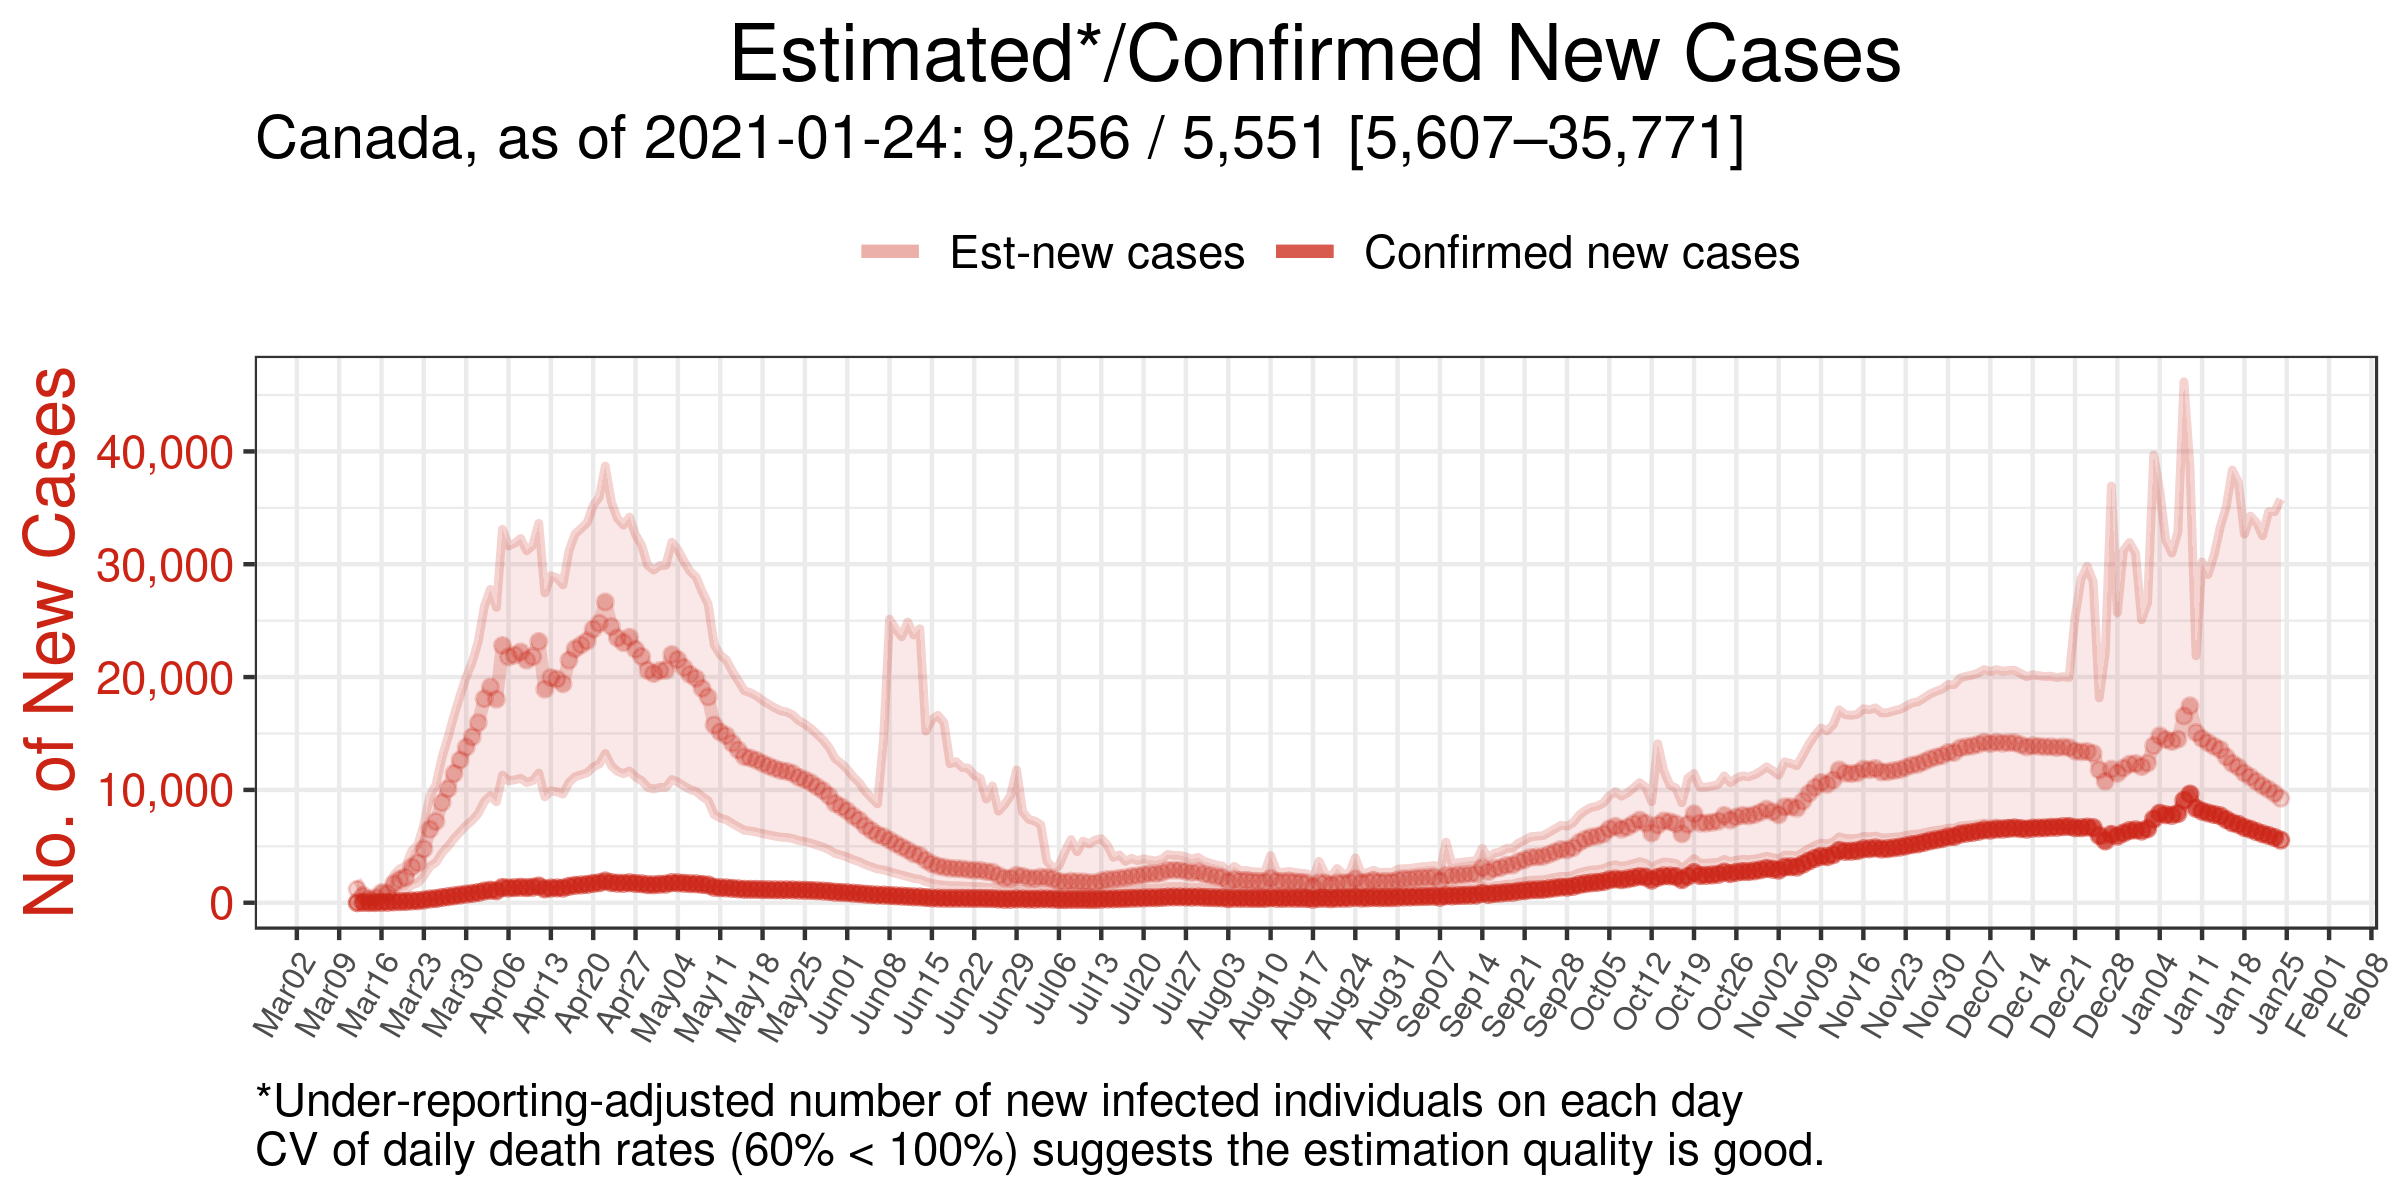 Estimated*/Confirmed New Cases
Canada, as of 2021-01-24: 9,256 / 5,551 [5,607–35,771]
Est-new cases Confirmed new cases
No. of New Cases
40,000
30,000
20,000
10,000
0
Mar02 Mar09 Mar16 Mar23 Mar30 Apr06 Apr13 Apr20 Apr27 May04 May11 May18 May25 Jun01 Jun08 Jun15 Jun22 Jun29 Jul06 Jul13 Jul20 Jul27 Aug03 Aug10 Aug17 Aug24 Aug31 Sep07 Sep14 Sep21 Sep28 Oct05 Oct12 Oct19 Oct26 Nov02 Nov09 Nov16 Nov23 Nov30 Dec07 Dec14 Dec21 Dec28 Jan04 Jan11 Jan18 Jan25 Feb01 Feb08
*Under-reporting-adjusted number of new infected individuals on each day
CV of daily death rates (60% < 100%) suggests the estimation quality is good.